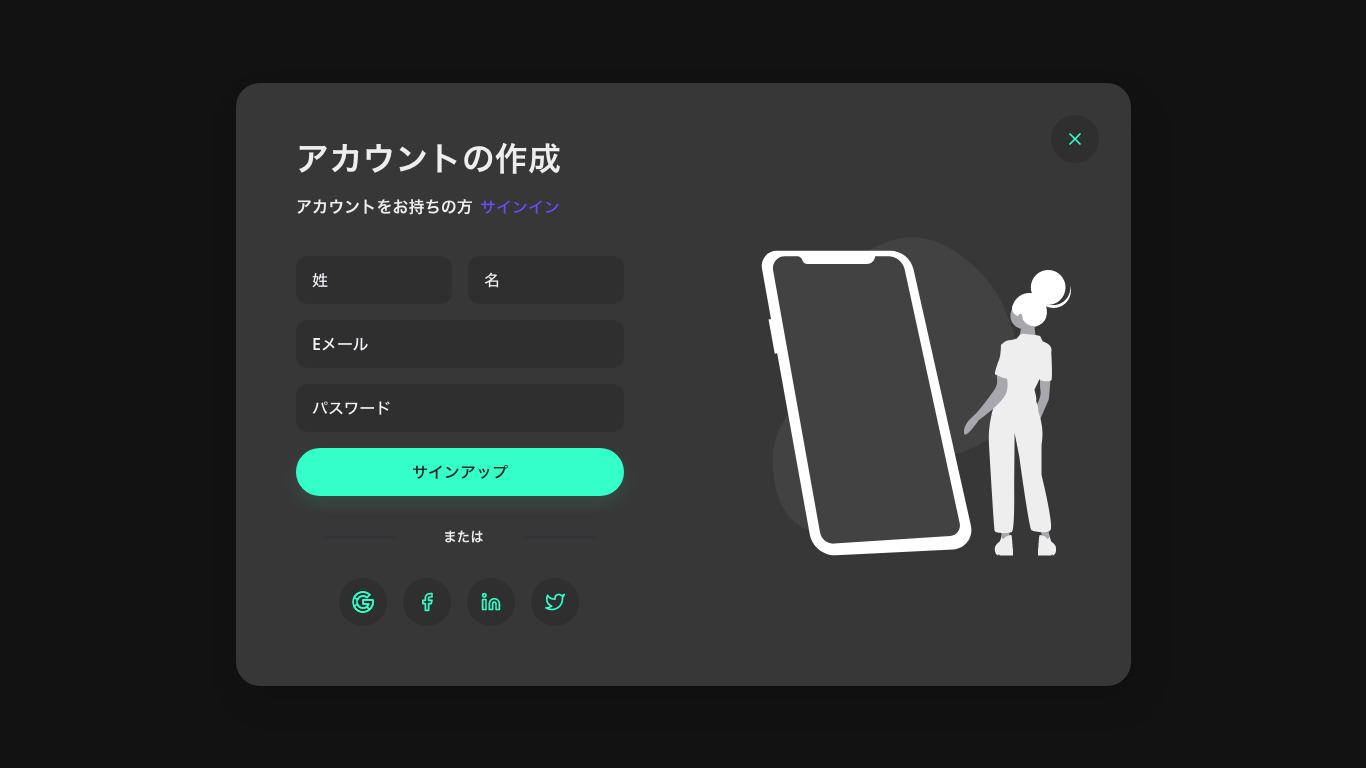 アカウントの作成
アカウントをお持ちの方 サインイン
姓 名
Eメール
パスワード
サインアップ
または